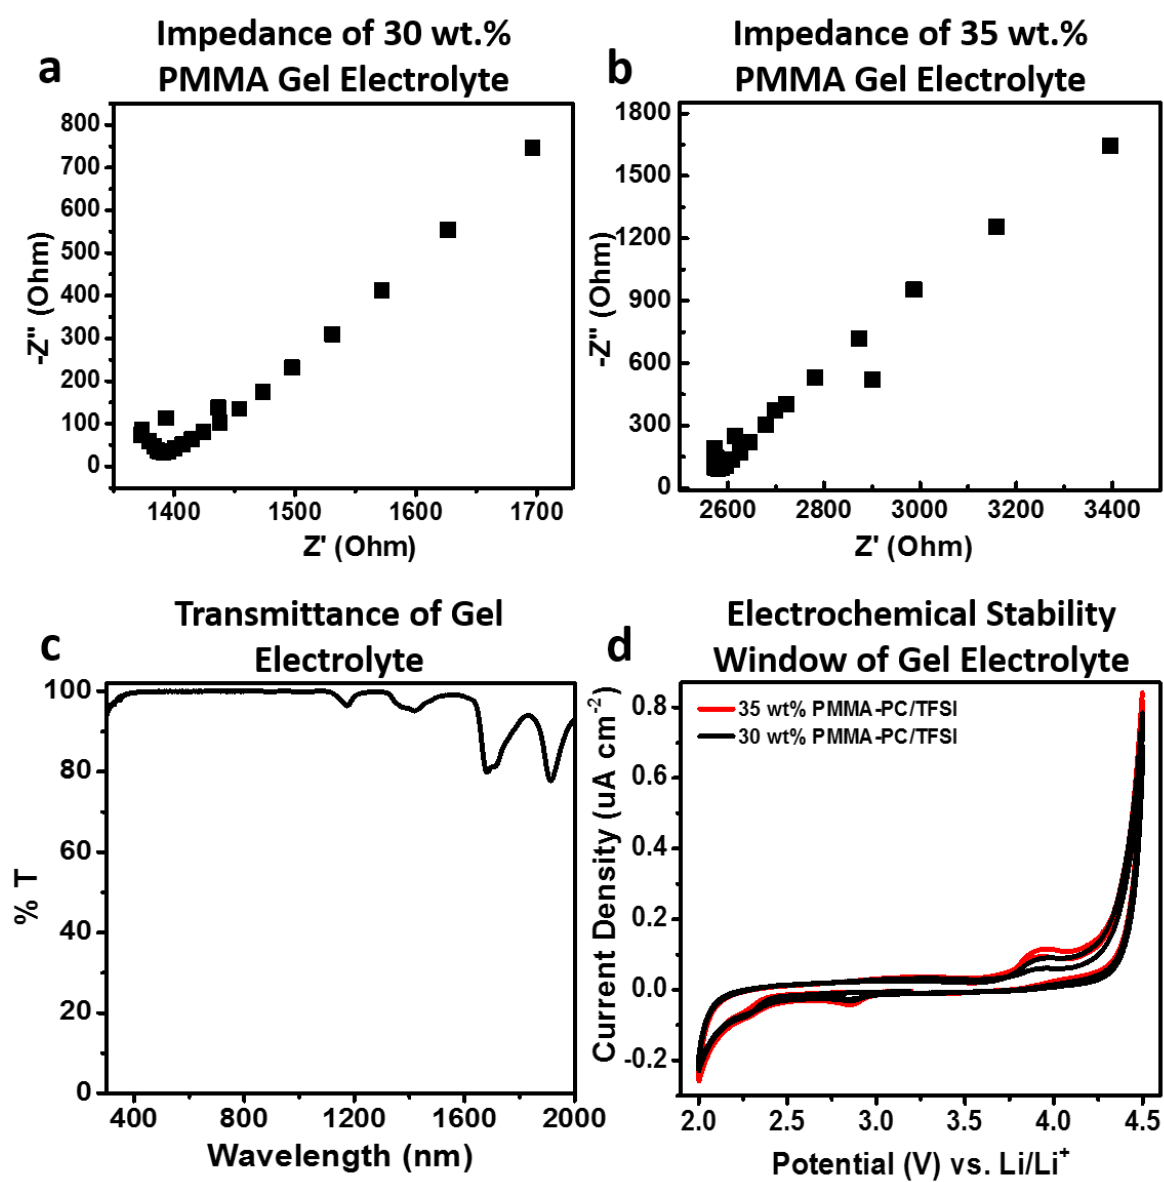 Impedance of 30 wt.%
PMMA Gel Electrolyte
a
800
700
600
500
400
300
200
100
0
-Z" (Ohm)
1400 1500 1600 1700
Z' (Ohm)
Impedance of 35 wt.%
PMMA Gel Electrolyte
b
1800
1500
1200
900
600
300
0
-Z" (Ohm)
2600 2800 3000 3200 3400
Z' (Ohm)
Transmittance of Gel
Electrolyte
c
100
80
60
40
20
0
% T
400 800 1200 1600 2000
Wavelength (nm)
Electrochemical Stability
Window of Gel Electrolyte
d
35 wt% PMMA-PC/TFSI
30 wt% PMMA-PC/TFSI
0.8
0.6
0.4
0.2
0.0
-0.2
Current Density (uA cm⁻²)
2.0 2.5 3.0 3.5 4.0 4.5
Potential (V) vs. Li/Li⁺